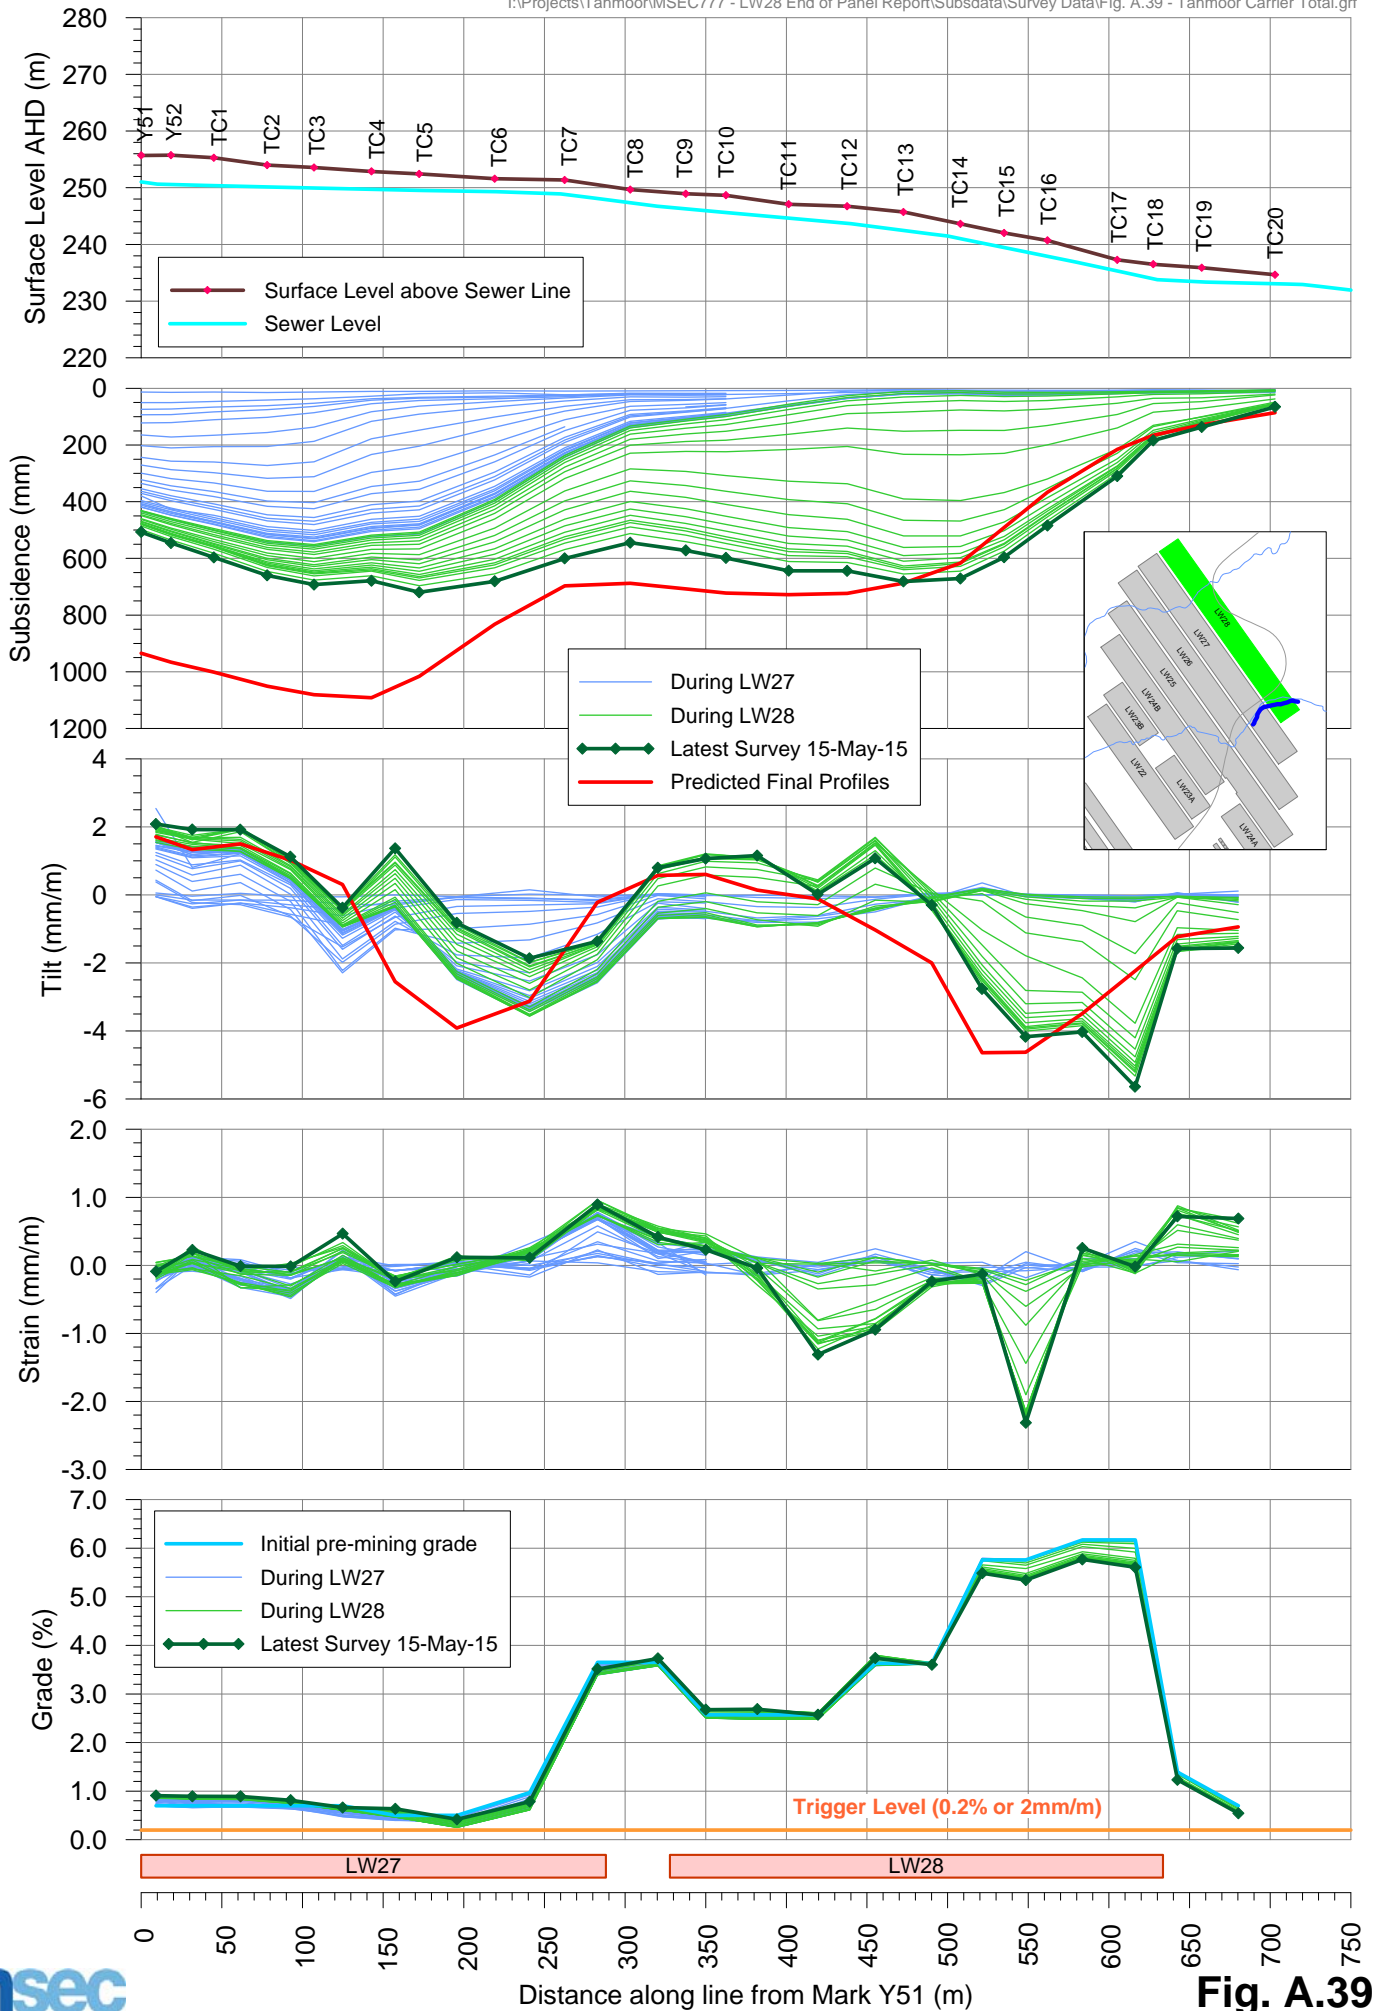 I:\Projects\Tahmoor\MSEC777 - LW28 End of Panel Report\Subsdata\Survey Data\Fig. A.39 - Tahmoor Carrier Total.grf
Surface Level AHD (m)
280
270
260
250
240
230
220
Y51
Y52
TC1
TC2
TC3
TC4
TC5
TC6
TC7
TC8
TC9
TC10
TC11
TC12
TC13
TC14
TC15
TC16
TC17
TC18
TC19
TC20
Surface Level above Sewer Line
Sewer Level
Subsidence (mm)
0
200
400
600
800
1000
1200
During LW27
During LW28
Latest Survey 15-May-15
Predicted Final Profiles
LW28
LW27
LW26
LW25
LW24B
LW23B
LW22
LW23A
LW24A
Tilt (mm/m)
4
2
0
-2
-4
-6
Strain (mm/m)
2.0
1.0
0.0
-1.0
-2.0
-3.0
Grade (%)
7.0
6.0
5.0
4.0
3.0
2.0
1.0
0.0
Initial pre-mining grade
During LW27
During LW28
Latest Survey 15-May-15
Trigger Level (0.2% or 2mm/m)
LW27
LW28
0
50
100
150
200
250
300
350
400
450
500
550
600
650
700
750
Distance along line from Mark Y51 (m)
sec
Fig. A.39